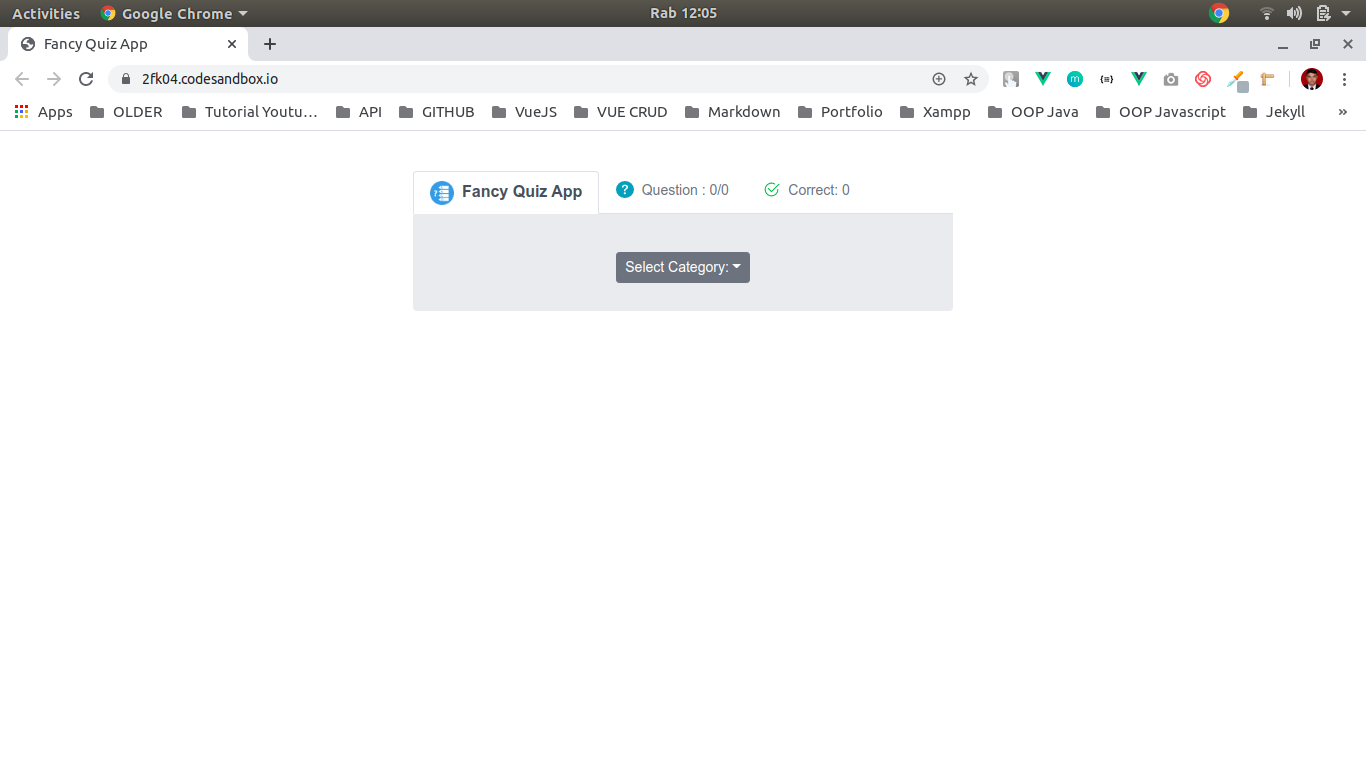 Activities Google Chrome Rab 12:05
Fancy Quiz App
2fk04.codesandbox.io
Apps OLDER Tutorial Youtu… API GITHUB VueJS VUE CRUD Markdown Portfolio Xampp OOP Java OOP Javascript Jekyll »
Fancy Quiz App ? Question : 0/0 Correct: 0
Select Category: